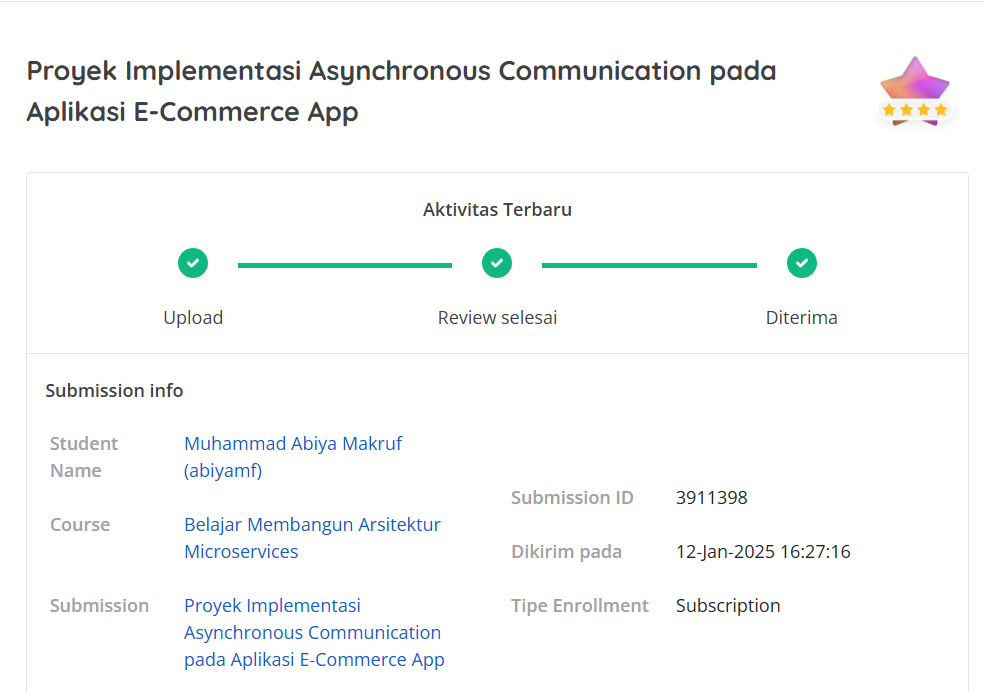 Proyek Implementasi Asynchronous Communication pada
Aplikasi E-Commerce App
Aktivitas Terbaru
Upload
Review selesai
Diterima
Submission info
Student
Name
Muhammad Abiya Makruf
(abiyamf)
Course
Belajar Membangun Arsitektur
Microservices
Submission
Proyek Implementasi
Asynchronous Communication
pada Aplikasi E-Commerce App
Submission ID
3911398
Dikirim pada
12-Jan-2025 16:27:16
Tipe Enrollment
Subscription